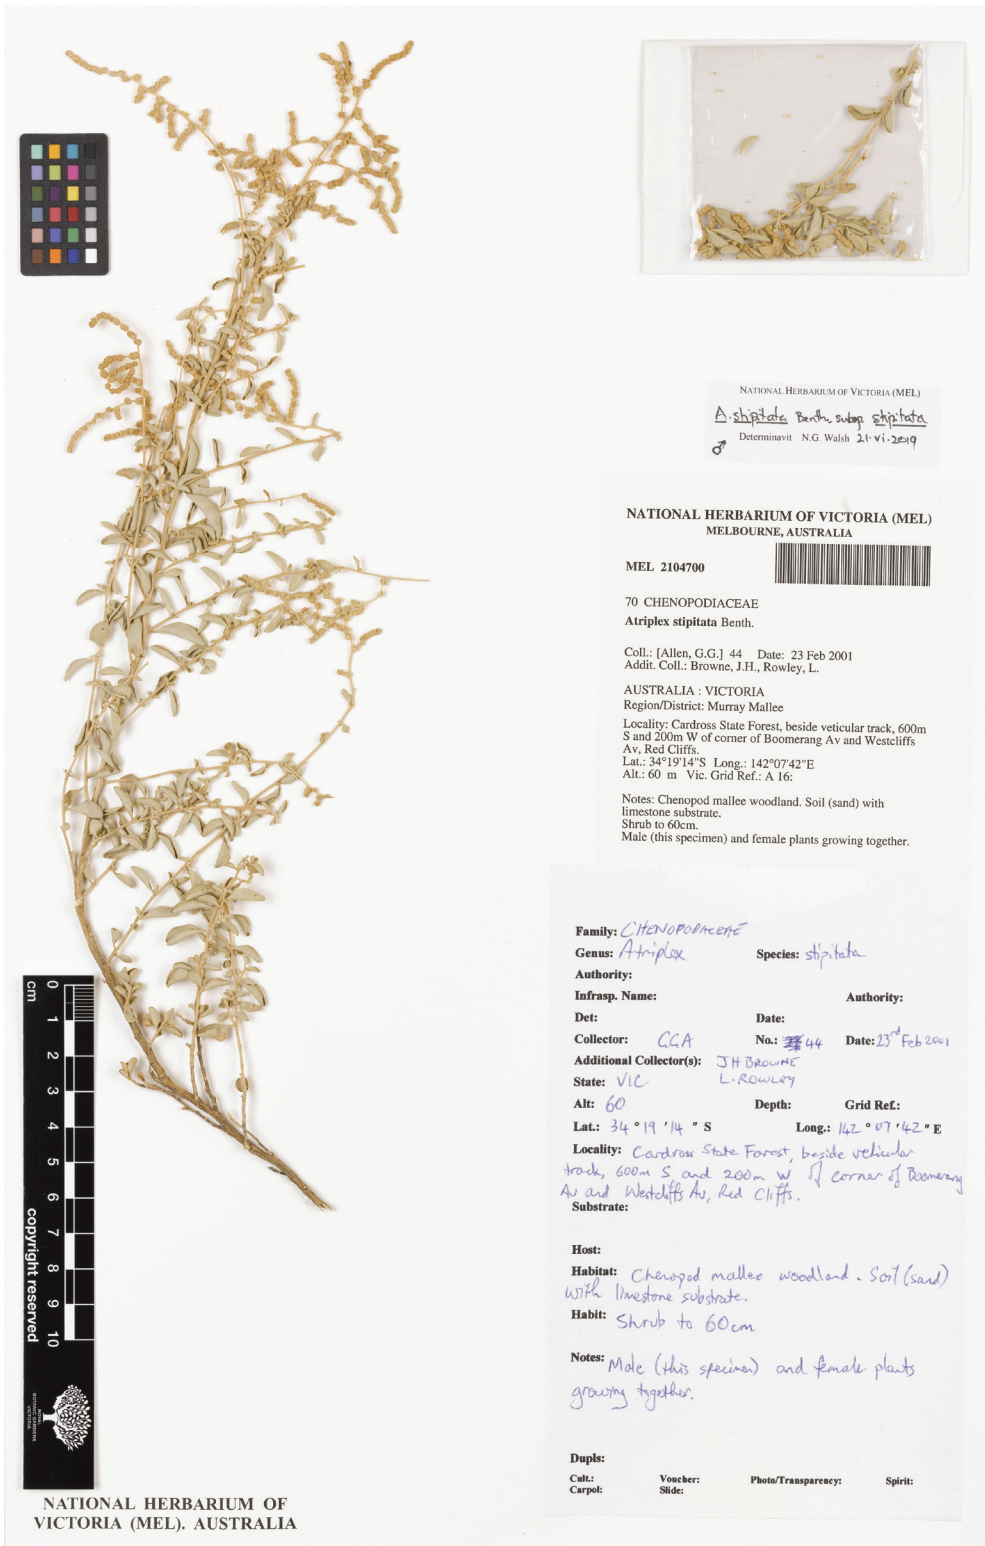 NATIONAL HERBARIUM OF VICTORIA (MEL)
A. stipitata Benth. subsp. stipitata
♂ Determinavit N.G. Walsh 21-vi-2019
NATIONAL HERBARIUM OF VICTORIA (MEL)
MELBOURNE, AUSTRALIA
MEL 2104700
70 CHENOPODIACEAE
Atriplex stipitata Benth.
Coll.: [Allen, G.G.] 44 Date: 23 Feb 2001
Addit. Coll.: Browne, J.H., Rowley, L.
AUSTRALIA : VICTORIA
Region/District: Murray Mallee
Locality: Cardross State Forest, beside veticular track, 600m
S and 200m W of corner of Boomerang Av and Westcliffs
Av, Red Cliffs.
Lat.: 34°19'14"S Long.: 142°07'42"E
Alt.: 60 m Vic. Grid Ref.: A 16:
Notes: Chenopod mallee woodland. Soil (sand) with
limestone substrate.
Shrub to 60cm.
Male (this specimen) and female plants growing together.
Family: CHENOPODACEAE
Genus: Atriplex Species: stipitata
Authority:
Infrasp. Name: Authority:
Det: Date:
Collector: GGA No.: 44 Date: 23rd Feb 2001
Additional Collector(s): JH BROWNE
State: VIC L. ROWLEY
Alt: 60 Depth: Grid Ref.:
Lat.: 34 ° 19 ' 14 " S Long.: 142 ° 07 ' 42 " E
Locality: Cardross State Forest, beside veticular
track, 600m S and 200m W of corner of Boomerang
Av and Westcliffs Av, Red Cliffs.
Substrate:
Host:
Habitat: Chenopod mallee woodland. Soil (sand)
with limestone substrate.
Habit: Shrub to 60cm
Notes: Male (this specimen) and female plants
growing together.
Dupls:
Cult.: Voucher: Photo/Transparency: Spirit:
Carpol: Slide:
cm
0
1
2
3
4
5
6
7
8
9
10
copyright reserved
ROYAL
BOTANIC GARDENS
VICTORIA
NATIONAL HERBARIUM OF
VICTORIA (MEL). AUSTRALIA